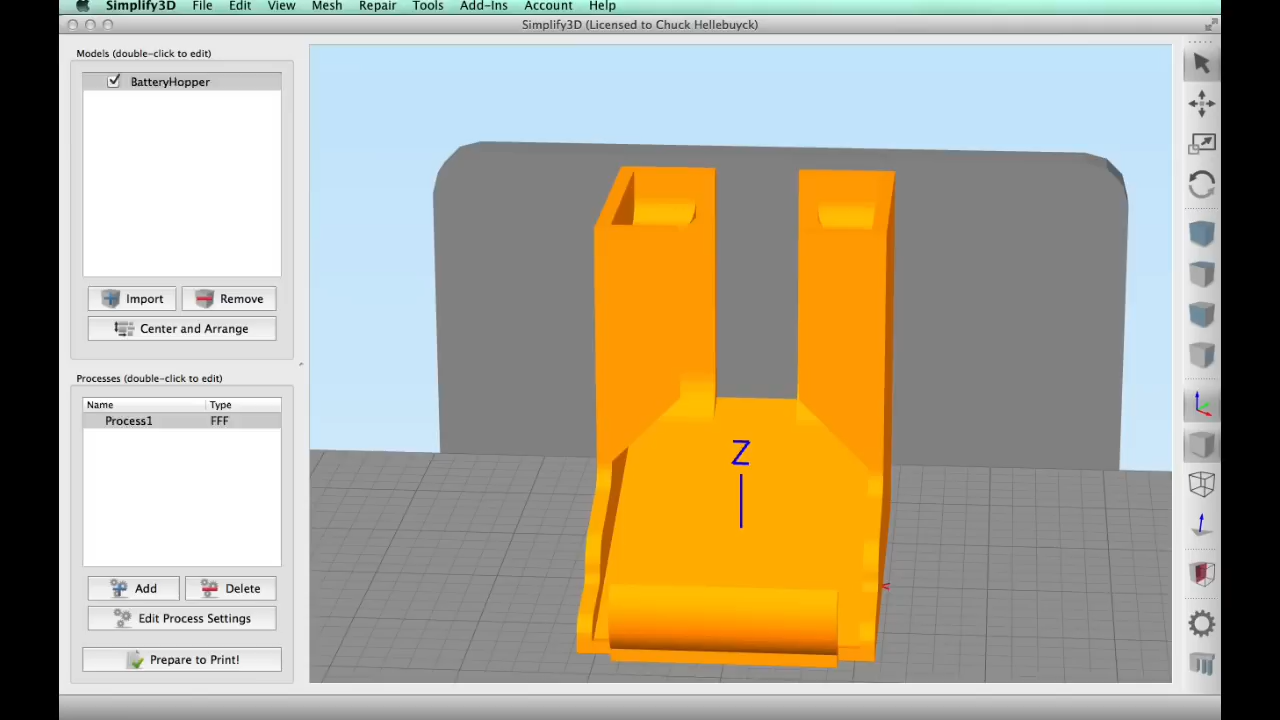 Simplify3D File Edit View Mesh Repair Tools Add-Ins Account Help
Simplify3D (Licensed to Chuck Hellebuyck)
Models (double-click to edit)
BatteryHopper
Import Remove
Center and Arrange
Processes (double-click to edit)
Name Type
Process1 FFF
Add Delete
Edit Process Settings
Prepare to Print!
Z